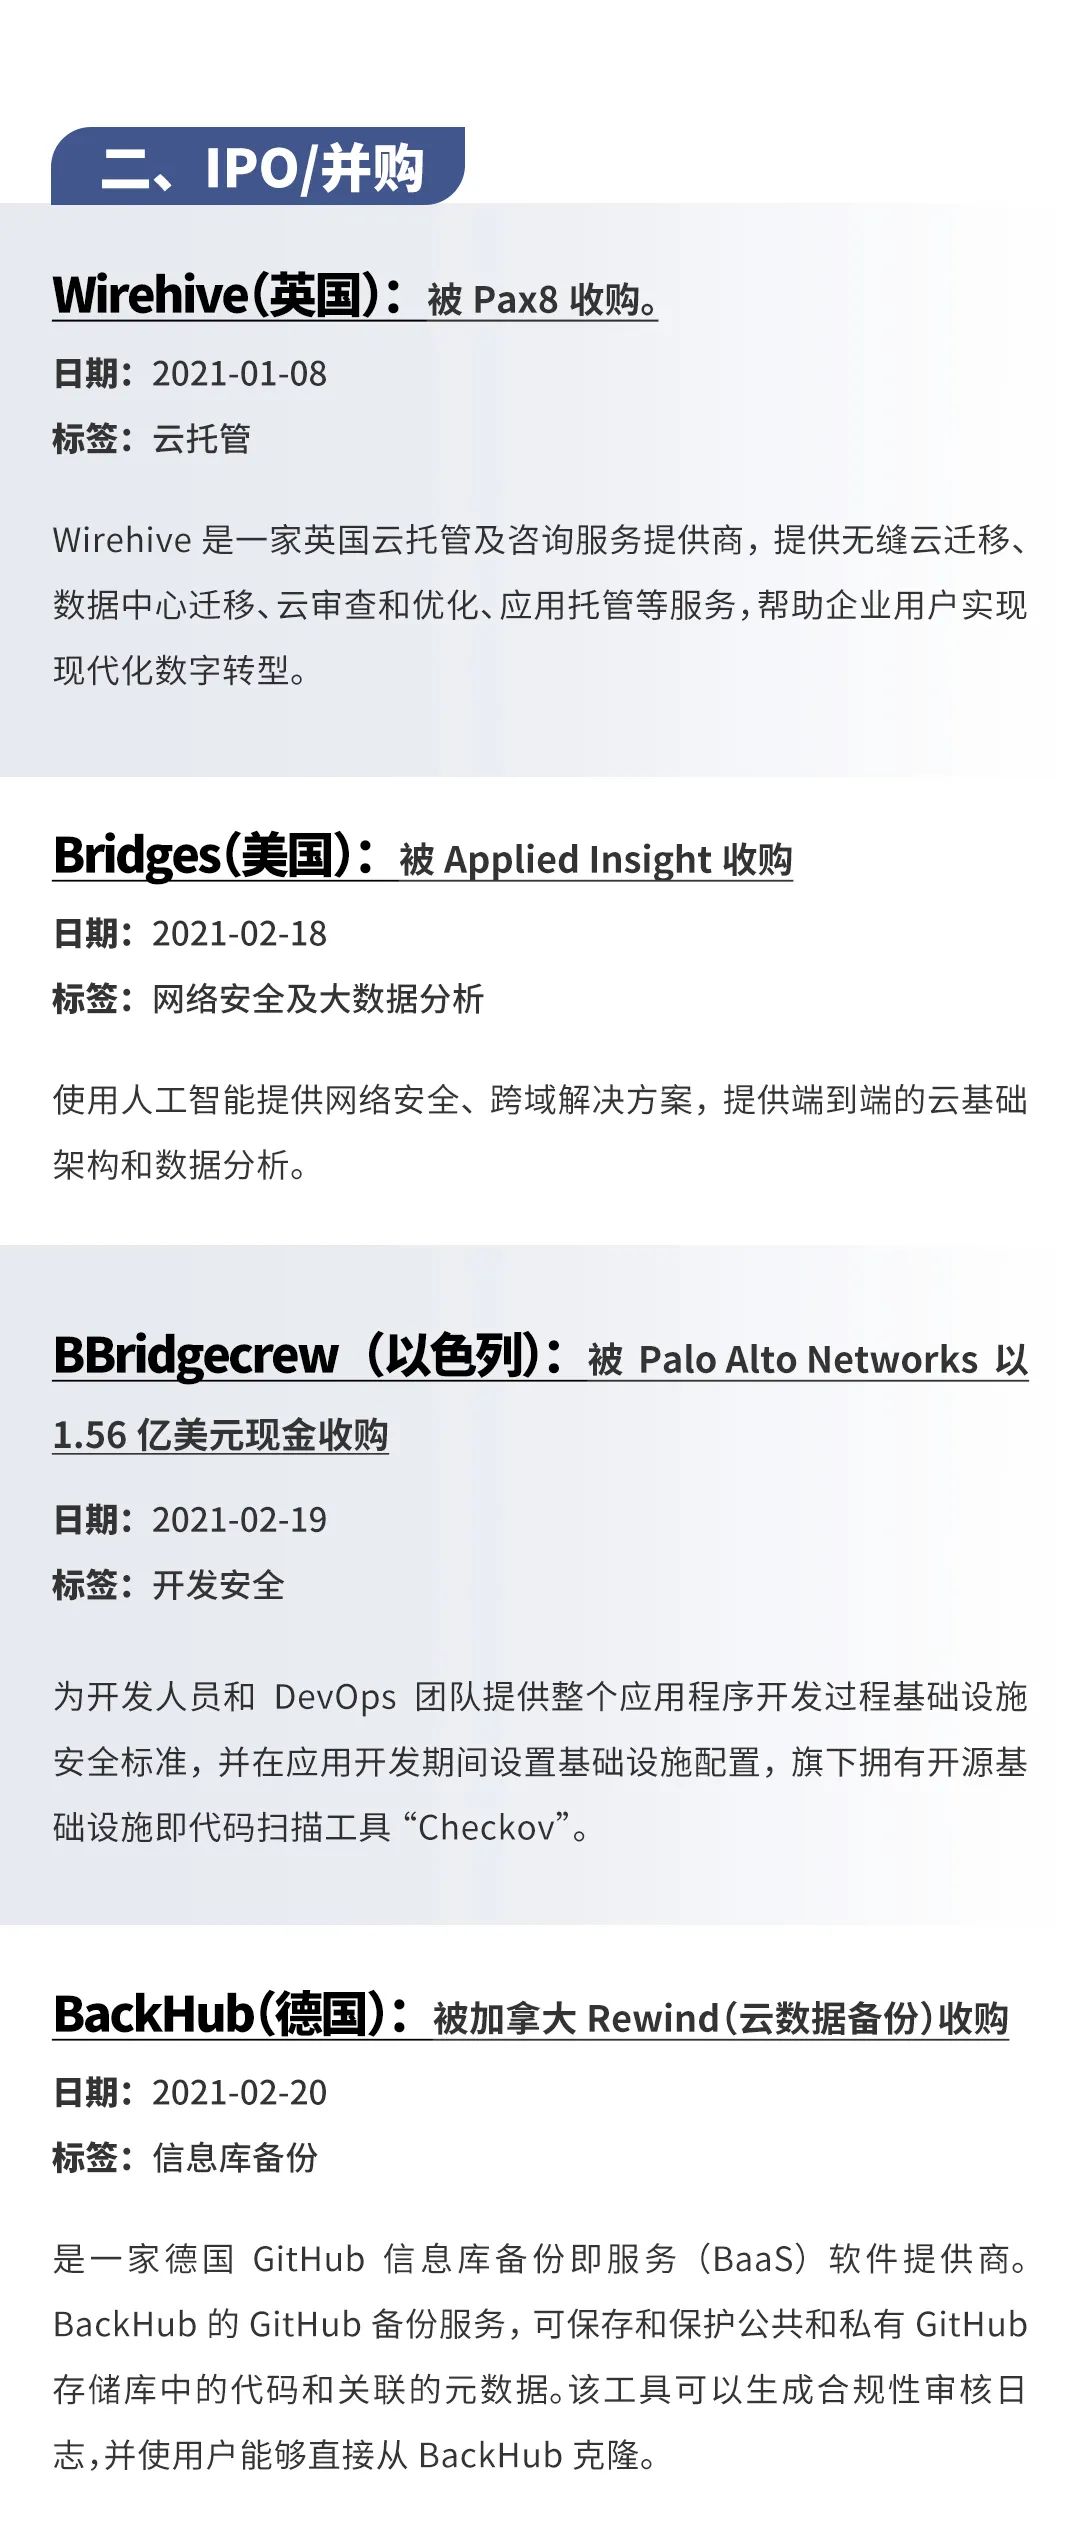 二、IPO/并购
Wirehive（英国）：被 Pax8 收购。
日期：2021-01-08
标签：云托管
Wirehive 是一家英国云托管及咨询服务提供商，提供无缝云迁移、
数据中心迁移、云审查和优化、应用托管等服务，帮助企业用户实现
现代化数字转型。
Bridges（美国）：被 Applied Insight 收购
日期：2021-02-18
标签：网络安全及大数据分析
使用人工智能提供网络安全、跨域解决方案，提供端到端的云基础
架构和数据分析。
BBridgecrew（以色列）：被 Palo Alto Networks 以
1.56 亿美元现金收购
日期：2021-02-19
标签：开发安全
为开发人员和 DevOps 团队提供整个应用程序开发过程基础设施
安全标准，并在应用开发期间设置基础设施配置，旗下拥有开源基
础设施即代码扫描工具 “Checkov”。
BackHub（德国）：被加拿大 Rewind（云数据备份）收购
日期：2021-02-20
标签：信息库备份
是一家德国 GitHub 信息库备份即服务（BaaS）软件提供商。
BackHub 的 GitHub 备份服务，可保存和保护公共和私有 GitHub
存储库中的代码和关联的元数据。该工具可以生成合规性审核日
志，并使用户能够直接从 BackHub 克隆。